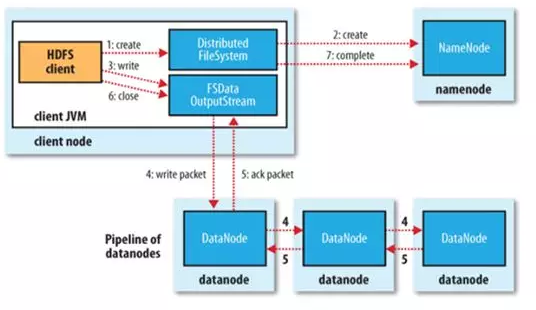 HDFS
client
1: create
3: write
6: close
Distributed
FileSystem
FSData
OutputStream
client JVM
client node
2: create
7: complete
NameNode
namenode
4: write packet
5: ack packet
Pipeline of
datanodes
DataNode
datanode
4
5
DataNode
datanode
4
5
DataNode
datanode